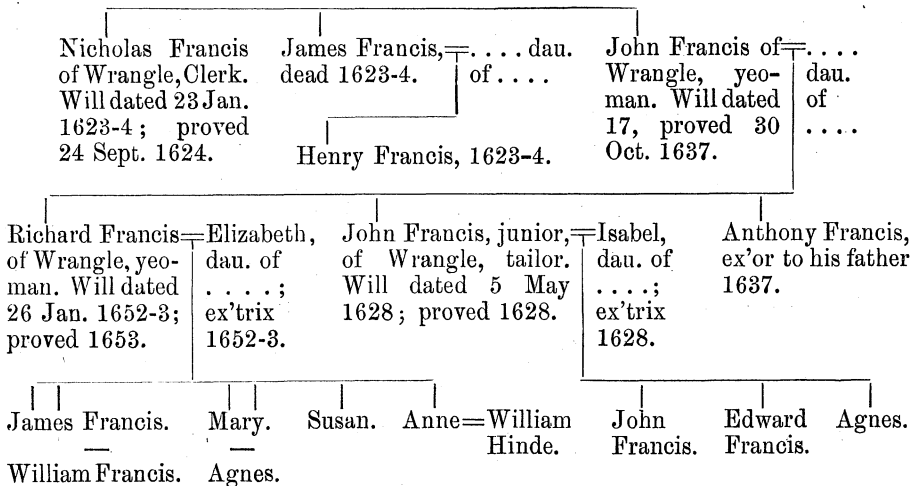 Nicholas Francis
of Wrangle, Clerk.
Will dated 23 Jan.
1623-4; proved
24 Sept. 1624.
James Francis,=. . . . dau.
dead 1623-4. of . . . .
Henry Francis, 1623-4.
John Francis of=. . . .
Wrangle, yeo- dau.
man. Will dated of
17, proved 30 . . . .
Oct. 1637.
Richard Francis=Elizabeth,
of Wrangle, yeo- dau. of
man. Will dated . . . . ;
26 Jan. 1652-3; ex'trix
proved 1653. 1652-3.
John Francis, junior,=Isabel,
of Wrangle, tailor. dau. of
Will dated 5 May . . . .;
1628; proved 1628. ex'trix
1628.
Anthony Francis,
ex'or to his father
1637.
James Francis.
—
William Francis.
Mary.
—
Agnes.
Susan.
Anne=William
Hinde.
John
Francis.
Edward
Francis.
Agnes.